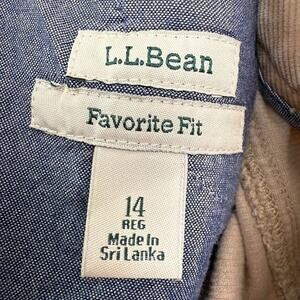 L.L.Bean
Favorite Fit
14
REG
Made In
Sri Lanka